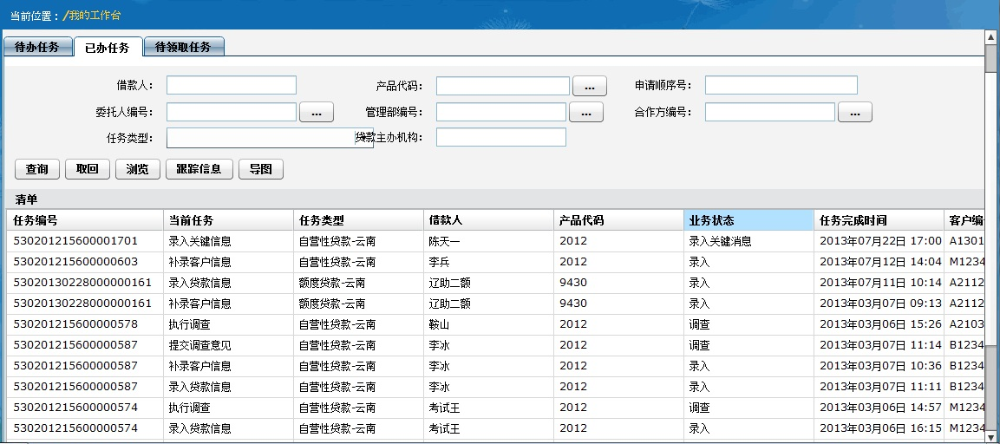 当前位置：/我的工作台
待办任务 已办任务 待领取任务
借款人： 产品代码： ... 申请顺序号：
委托人编号： ... 管理部编号： ... 合作方编号： ...
任务类型： 贷款主办机构：
查询 取回 浏览 跟踪信息 导图
清单
任务编号 当前任务 任务类型 借款人 产品代码 业务状态 任务完成时间 客户编
530201215600001701 录入关键信息 自营性贷款-云南 陈天一 2012 录入关键消息 2013年07月22日 17:00 A1301
530201215600000603 补录客户信息 自营性贷款-云南 李兵 2012 录入 2013年07月12日 14:04 M1234
53020130228000000161 录入贷款信息 额度贷款-云南 辽助二额 9430 录入 2013年07月11日 10:14 A2112
53020130228000000161 补录客户信息 额度贷款-云南 辽助二额 9430 录入 2013年03月07日 09:13 A2112
530201215600000578 执行调查 自营性贷款-云南 鞍山 2012 调查 2013年03月06日 15:26 A2103
530201215600000587 提交调查意见 自营性贷款-云南 李冰 2012 调查 2013年03月07日 11:14 B1234
530201215600000587 补录客户信息 自营性贷款-云南 李冰 2012 录入 2013年03月07日 10:36 B1234
530201215600000587 录入贷款信息 自营性贷款-云南 李冰 2012 录入 2013年03月07日 11:11 B1234
530201215600000574 执行调查 自营性贷款-云南 考试王 2012 调查 2013年03月06日 14:57 M1234
530201215600000574 录入贷款信息 自营性贷款-云南 考试王 2012 录入 2013年03月06日 16:15 M1234